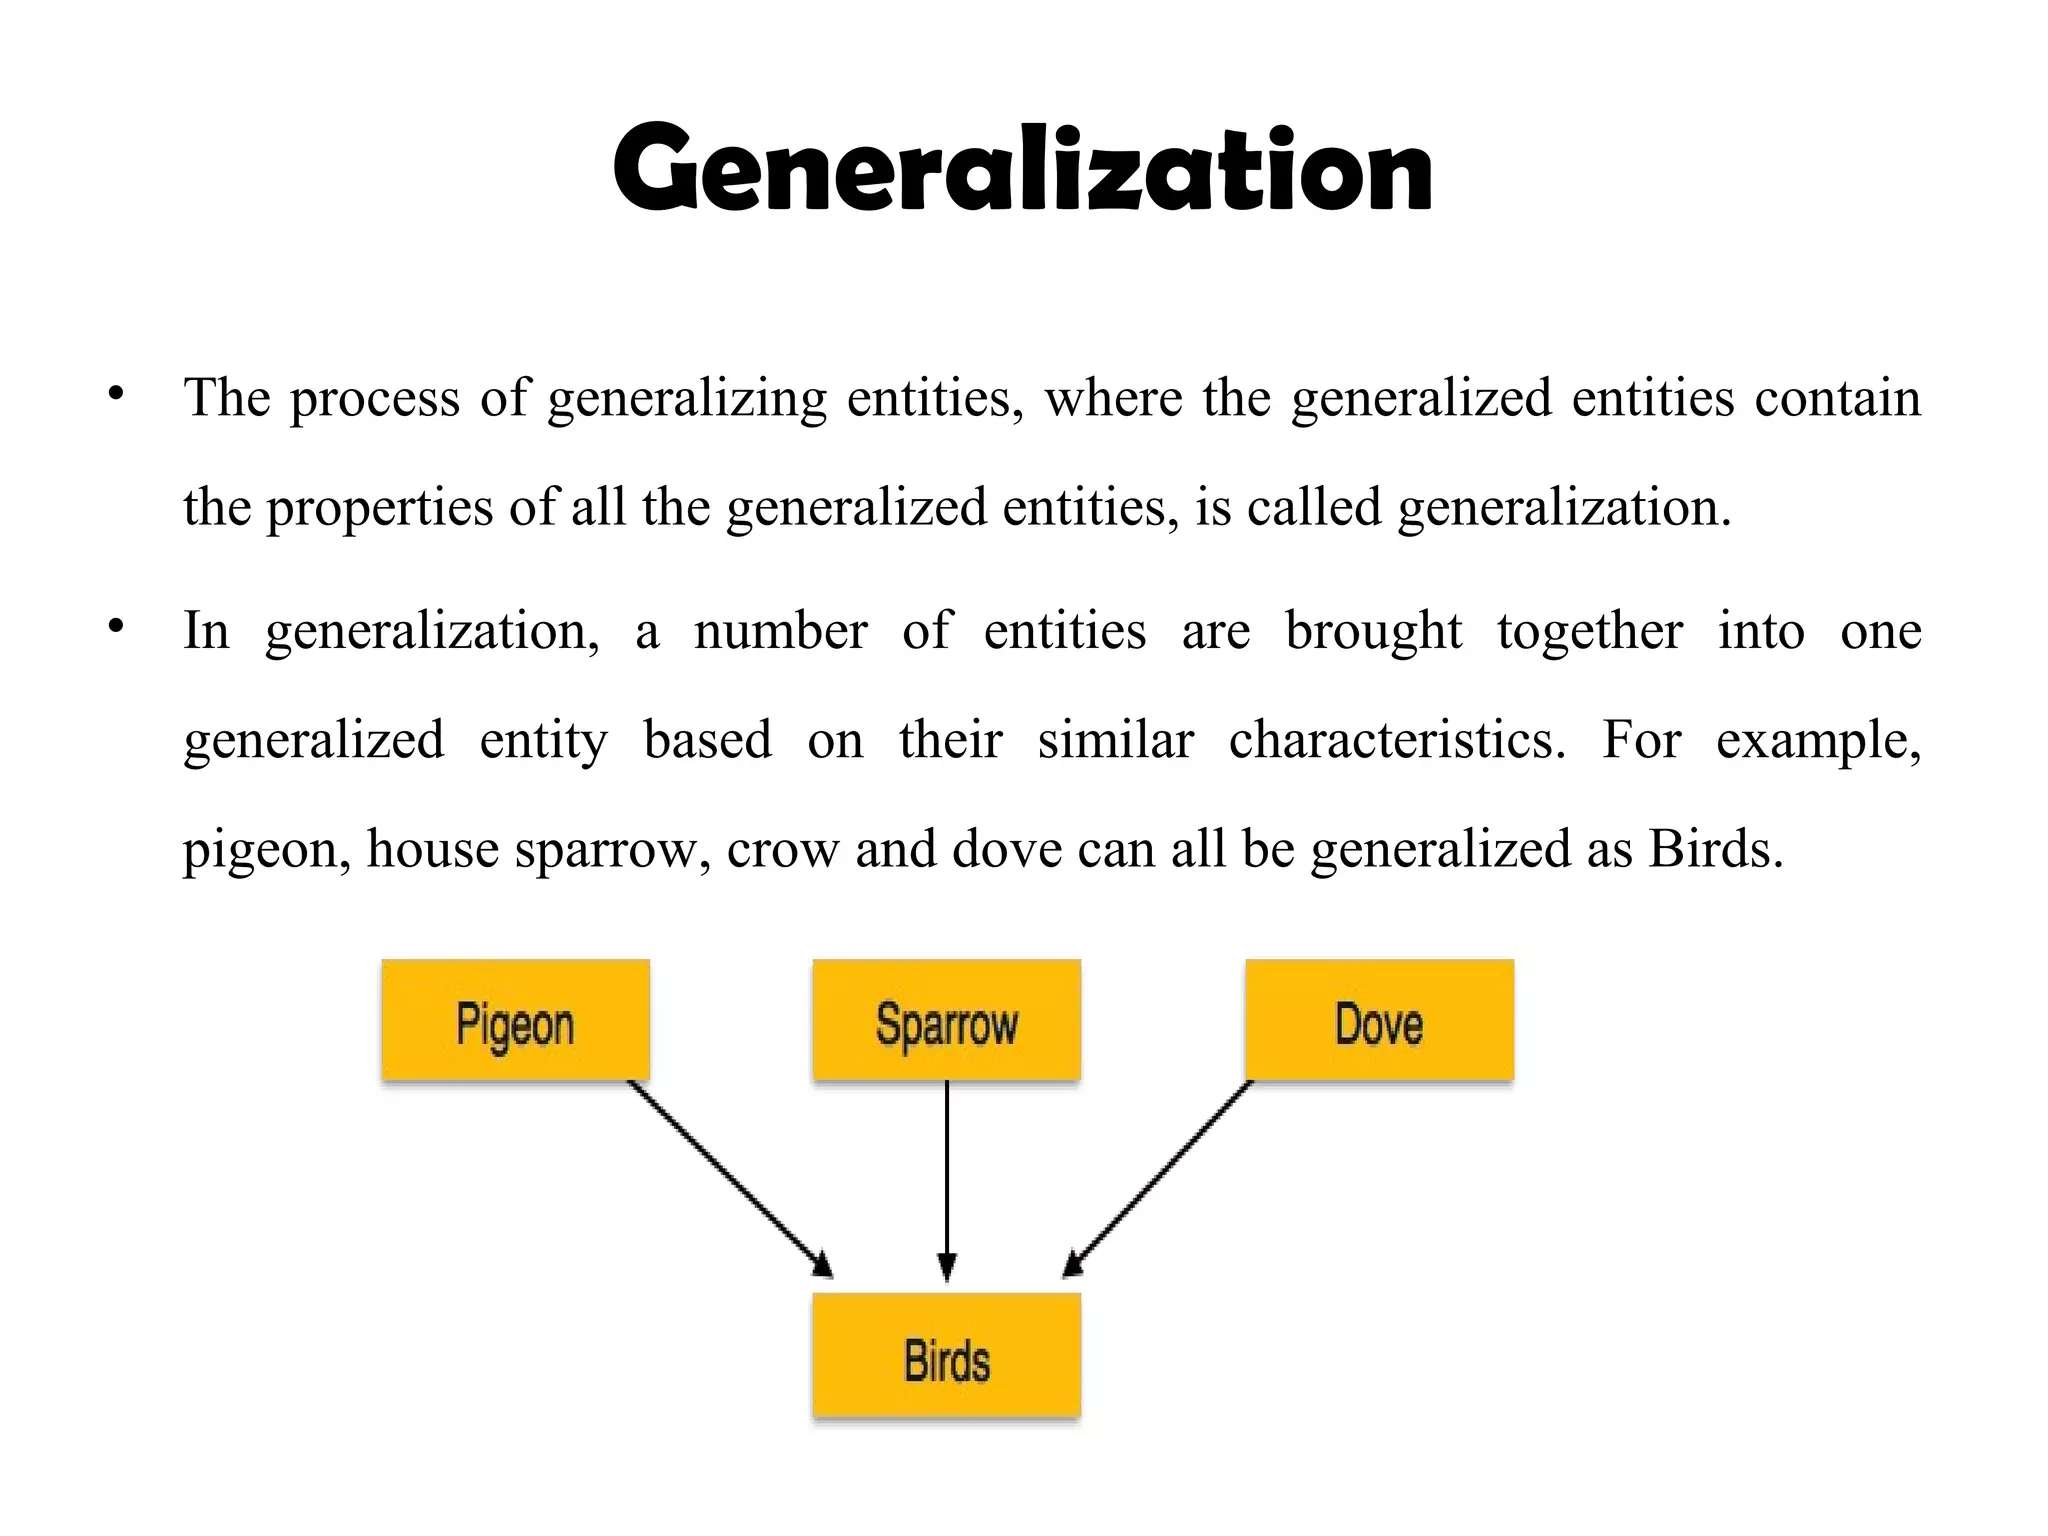 Generalization
• The process of generalizing entities, where the generalized entities contain
the properties of all the generalized entities, is called generalization.
• In generalization, a number of entities are brought together into one
generalized entity based on their similar characteristics. For example,
pigeon, house sparrow, crow and dove can all be generalized as Birds.
Pigeon
Sparrow
Dove
Birds